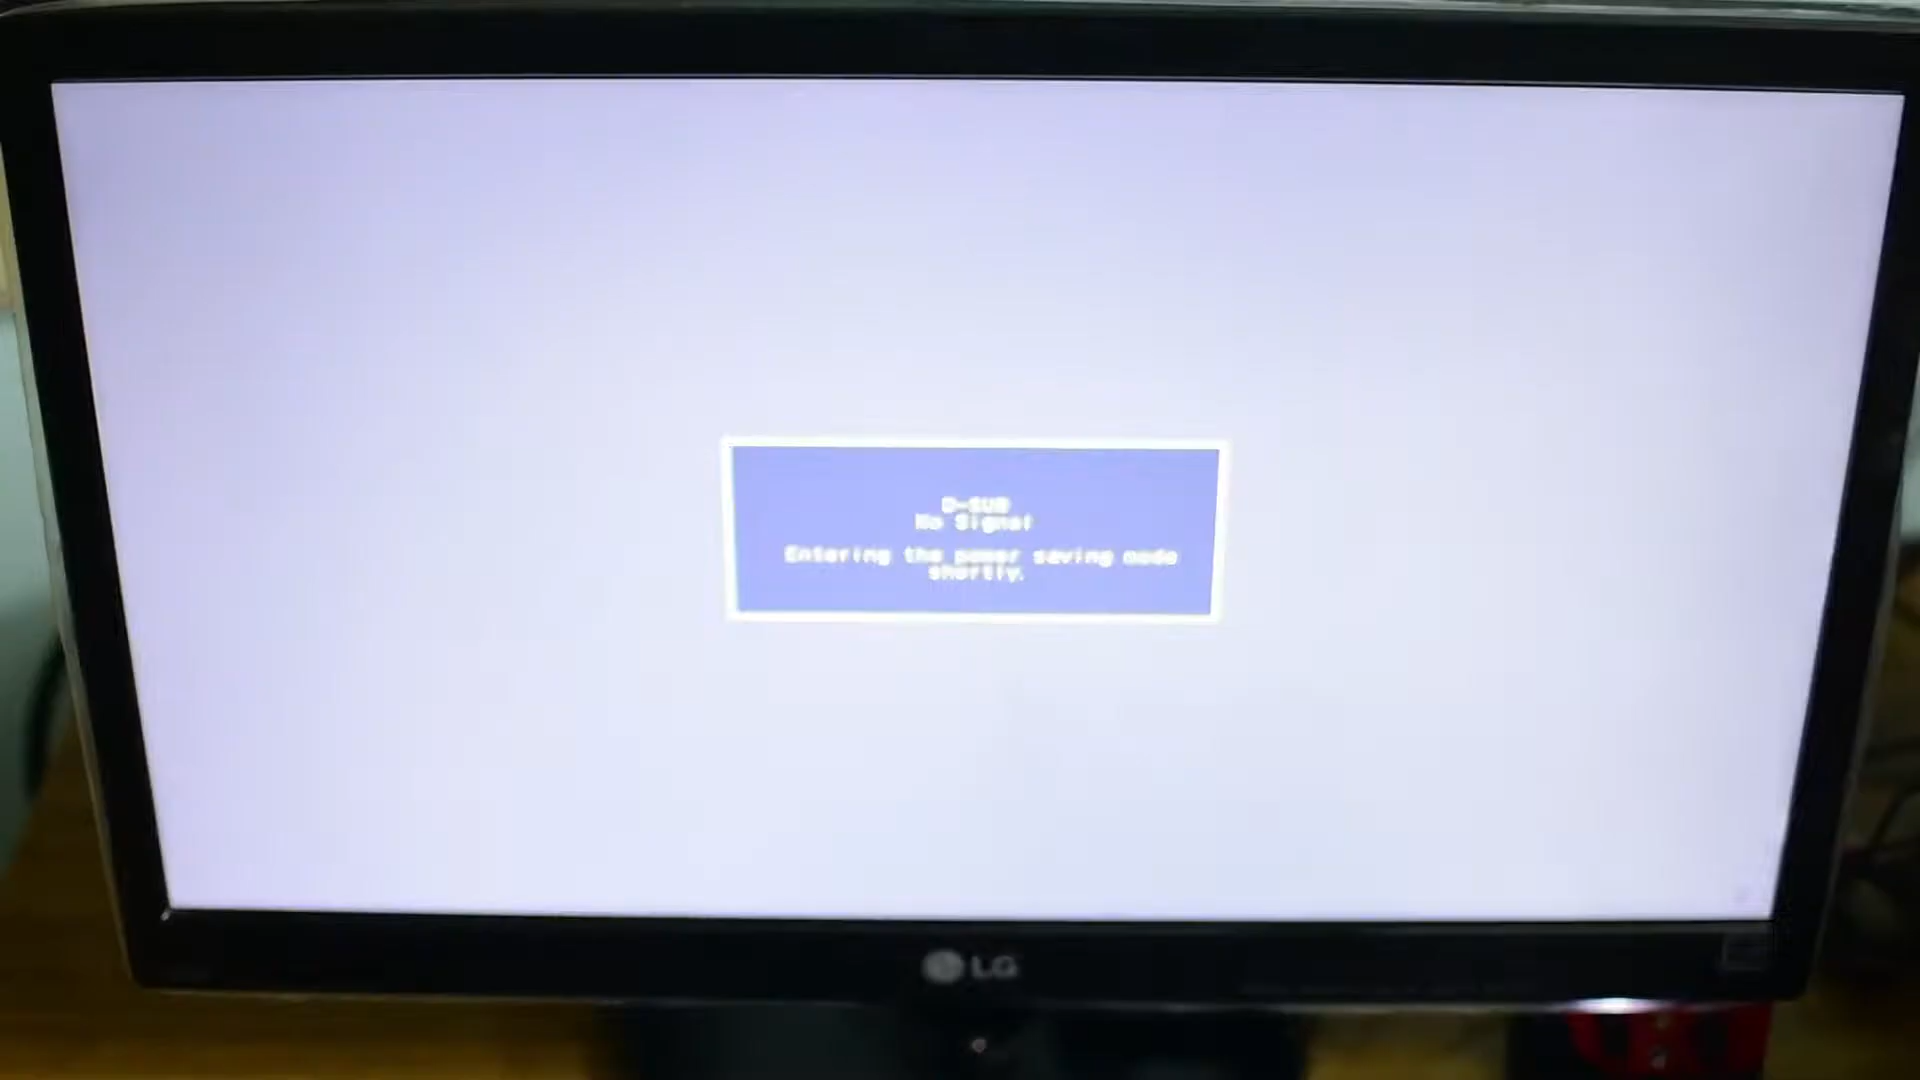 D-SUB
No Signal
Entering the power saving mode
shortly.
LG